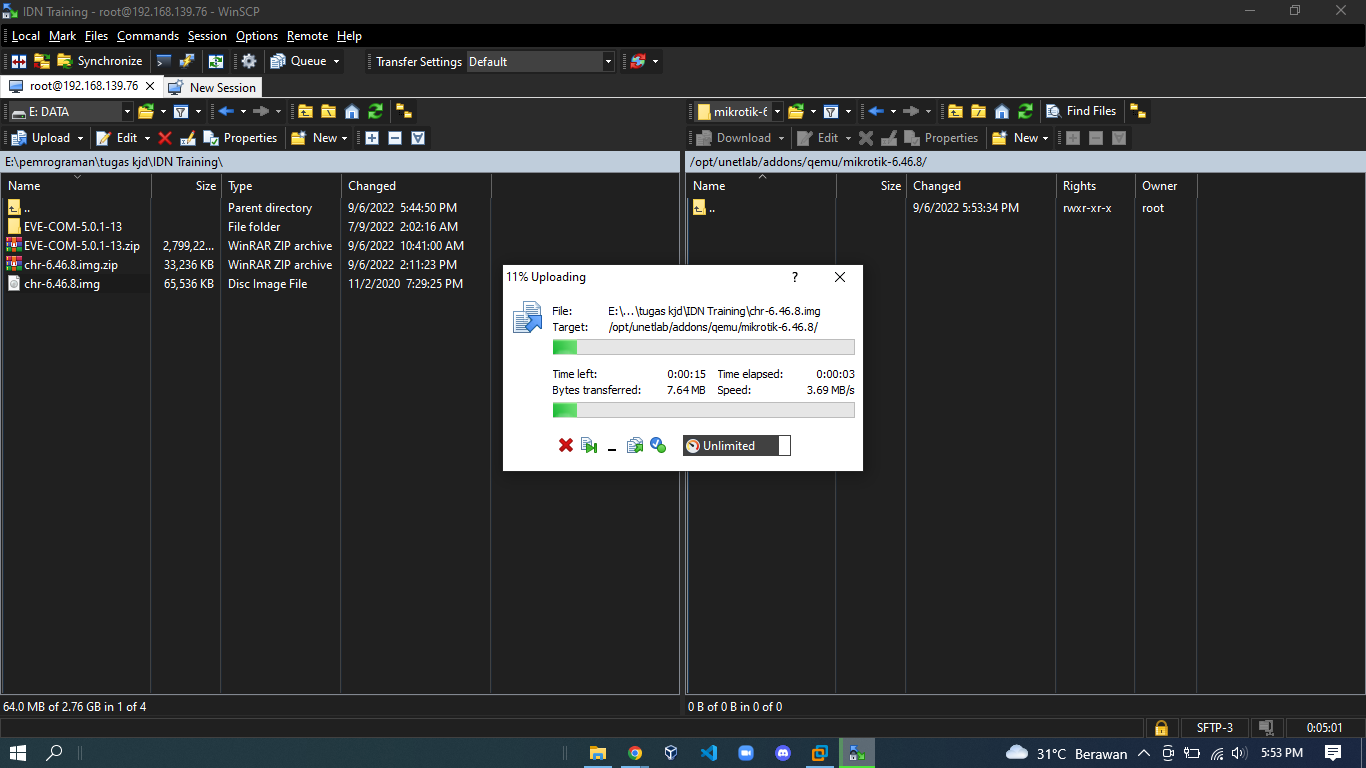 IDN Training - root@192.168.139.76 - WinSCP
Local Mark Files Commands Session Options Remote Help
Synchronize Queue Transfer Settings Default
root@192.168.139.76 New Session
E: DATA
Upload Edit Properties New
E:\pemrograman\tugas kjd\IDN Training\
Name Size Type Changed
.. Parent directory 9/6/2022 5:44:50 PM
EVE-COM-5.0.1-13 File folder 7/9/2022 2:02:16 AM
EVE-COM-5.0.1-13.zip 2,799,22... WinRAR ZIP archive 9/6/2022 10:41:00 AM
chr-6.46.8.img.zip 33,236 KB WinRAR ZIP archive 9/6/2022 2:11:23 PM
chr-6.46.8.img 65,536 KB Disc Image File 11/2/2020 7:29:25 PM
64.0 MB of 2.76 GB in 1 of 4
mikrotik-6 Find Files
Download Edit Properties New
/opt/unetlab/addons/qemu/mikrotik-6.46.8/
Name Size Changed Rights Owner
.. 9/6/2022 5:53:34 PM rwxr-xr-x root
0 B of 0 B in 0 of 0
11% Uploading ?
File: E:\...\tugas kjd\IDN Training\chr-6.46.8.img
Target: /opt/unetlab/addons/qemu/mikrotik-6.46.8/
Time left: 0:00:15 Time elapsed: 0:00:03
Bytes transferred: 7.64 MB Speed: 3.69 MB/s
Unlimited
SFTP-3 0:05:01
31°C Berawan 5:53 PM